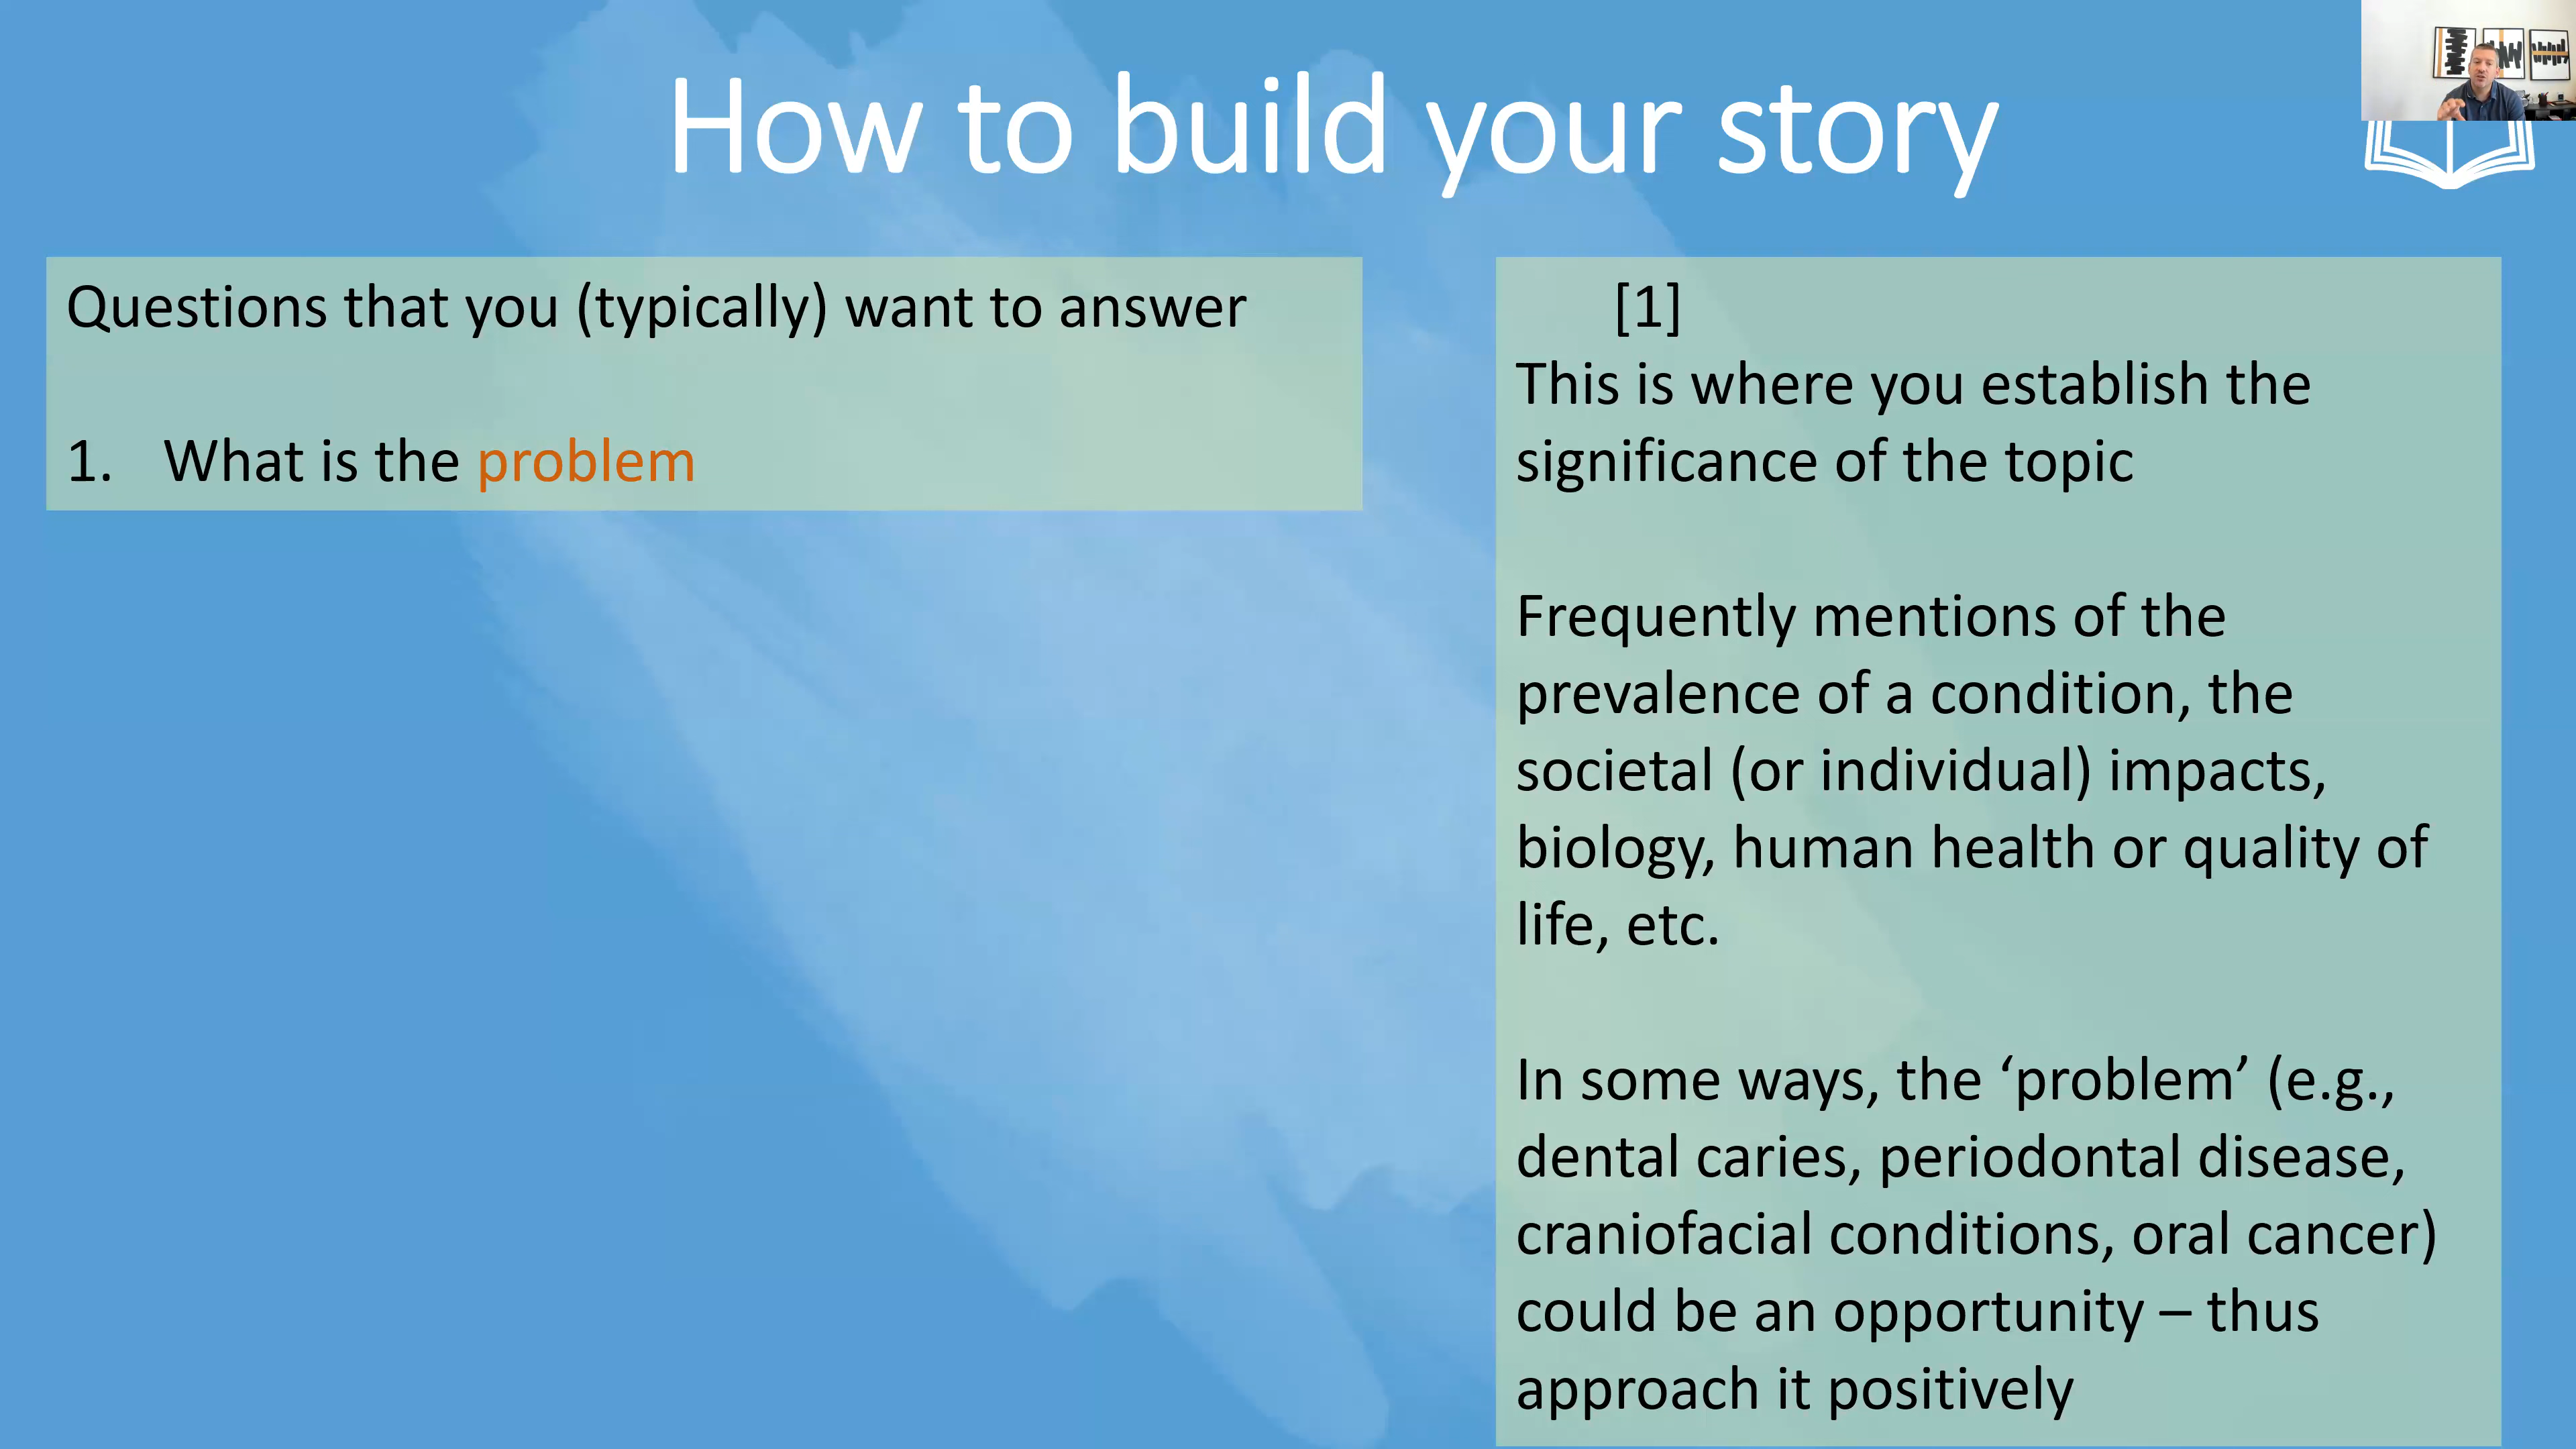 How to build your story
Questions that you (typically) want to answer
1. What is the problem
[1]
This is where you establish the
significance of the topic
Frequently mentions of the
prevalence of a condition, the
societal (or individual) impacts,
biology, human health or quality of
life, etc.
In some ways, the ‘problem’ (e.g.,
dental caries, periodontal disease,
craniofacial conditions, oral cancer)
could be an opportunity – thus
approach it positively